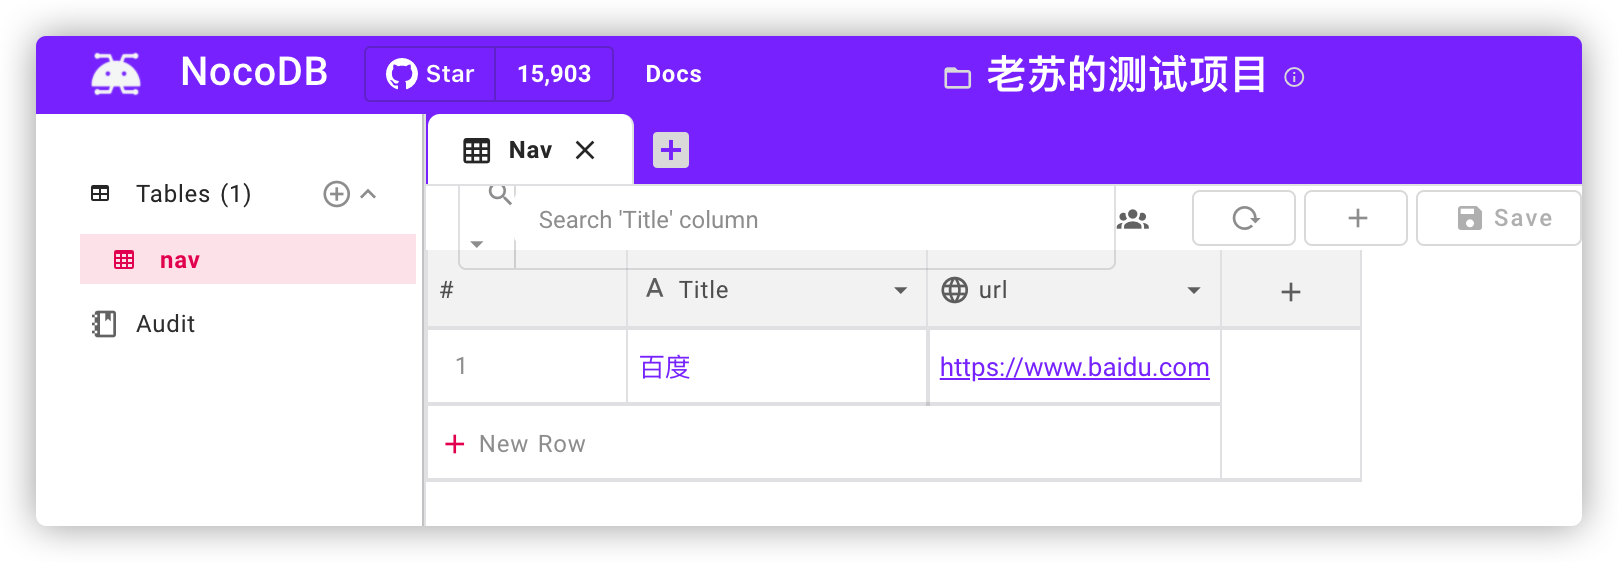 NocoDB Star 15,903 Docs 老苏的测试项目
Nav
Tables (1)
nav
Audit
Search 'Title' column
Save
# Title url
1 百度 https://www.baidu.com
New Row